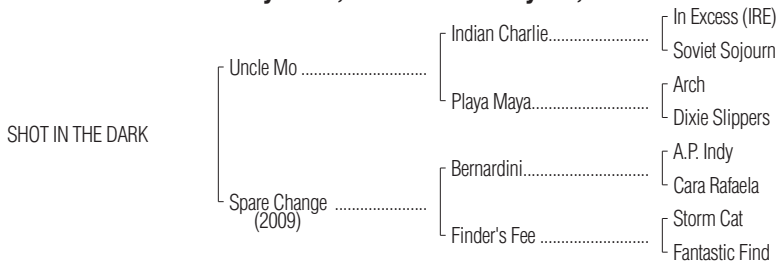 In Excess (IRE)
Indian Charlie
Soviet Sojourn
Uncle Mo
Arch
Playa Maya
Dixie Slippers
SHOT IN THE DARK
A.P. Indy
Bernardini
Cara Rafaela
Spare Change
(2009)
Storm Cat
Finder's Fee
Fantastic Find